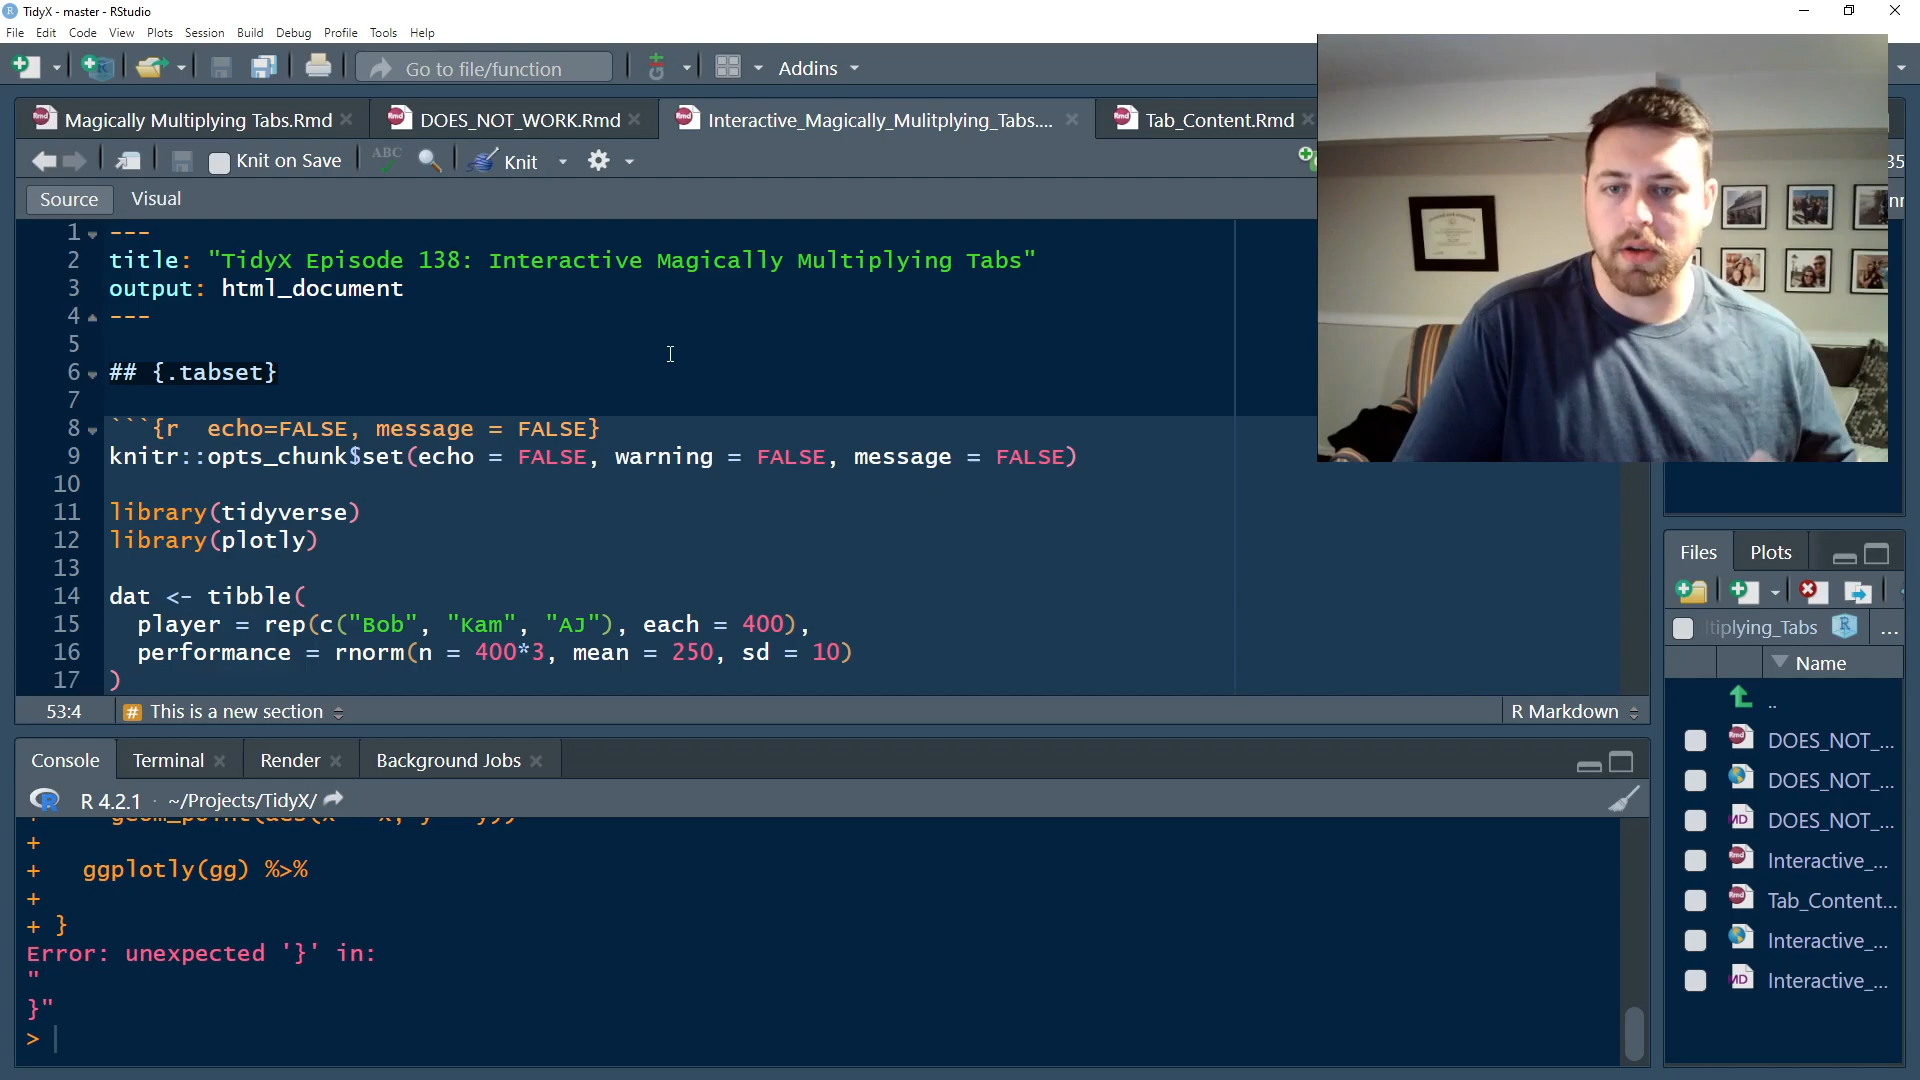 TidyX - master - RStudio
File Edit Code View Plots Session Build Debug Profile Tools Help
Go to file/function Addins
Magically Multiplying Tabs.Rmd DOES_NOT_WORK.Rmd Interactive_Magically_Mulitplying_Tabs.... Tab_Content.Rmd
Knit on Save ABC Knit
Source Visual
1 ---
2 title: "TidyX Episode 138: Interactive Magically Multiplying Tabs"
3 output: html_document
4 ---
5
6 ## {.tabset}
7
8 ```{r  echo=FALSE, message = FALSE}
9 knitr::opts_chunk$set(echo = FALSE, warning = FALSE, message = FALSE)
10
11 library(tidyverse)
12 library(plotly)
13
14 dat <- tibble(
15   player = rep(c("Bob", "Kam", "AJ"), each = 400),
16   performance = rnorm(n = 400*3, mean = 250, sd = 10)
17 )
53:4 # This is a new section R Markdown
Console Terminal Render Background Jobs
R 4.2.1 · ~/Projects/TidyX/
+
+   ggplotly(gg) %>%
+
+ }
Error: unexpected '}' in:
"
}"
>
Files Plots
tiplying_Tabs R ...
Name
..
DOES_NOT_...
DOES_NOT_...
DOES_NOT_...
Interactive_...
Tab_Content...
Interactive_...
Interactive_...